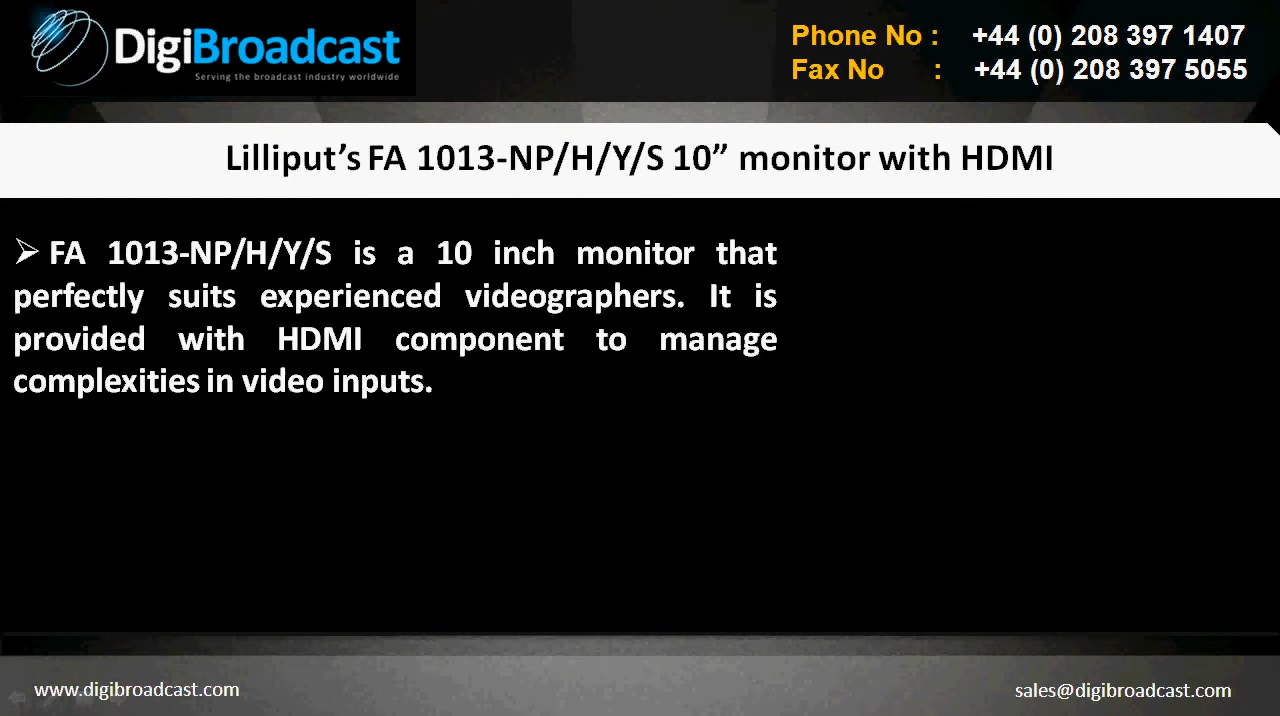 DigiBroadcast
Serving the broadcast industry worldwide
Phone No : +44 (0) 208 397 1407
Fax No : +44 (0) 208 397 5055
Lilliput’s FA 1013-NP/H/Y/S 10” monitor with HDMI
➢ FA 1013-NP/H/Y/S is a 10 inch monitor that
perfectly suits experienced videographers. It is
provided with HDMI component to manage
complexities in video inputs.
www.digibroadcast.com
sales@digibroadcast.com